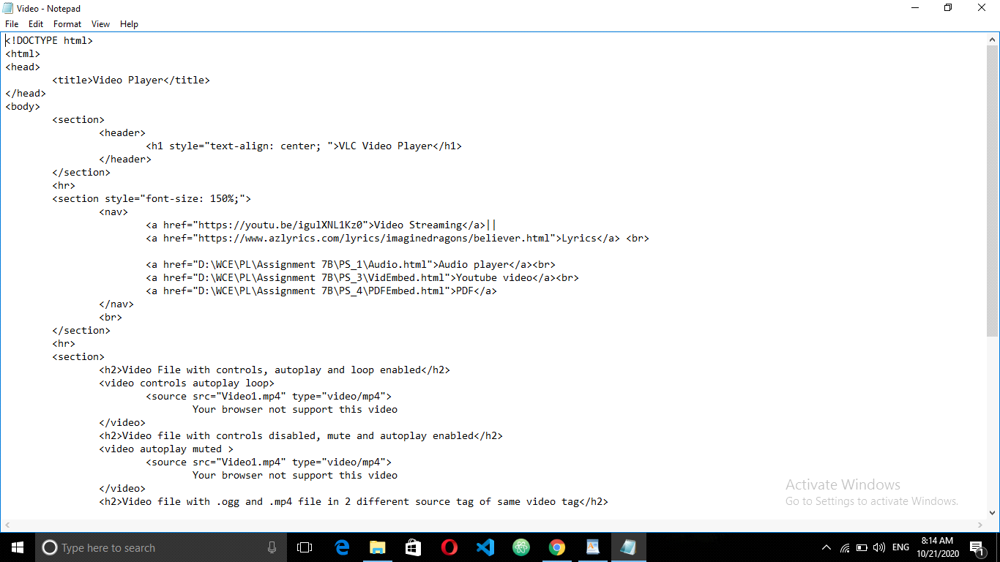 Video - Notepad
File Edit Format View Help
<!DOCTYPE html>
<html>
<head>
<title>Video Player</title>
</head>
<body>
<section>
<header>
<h1 style="text-align: center; ">VLC Video Player</h1>
</header>
</section>
<hr>
<section style="font-size: 150%;">
<nav>
<a href="https://youtu.be/igulXNL1Kz0">Video Streaming</a>||
<a href="https://www.azlyrics.com/lyrics/imaginedragons/believer.html">Lyrics</a> <br>
<a href="D:\WCE\PL\Assignment 7B\PS_1\Audio.html">Audio player</a><br>
<a href="D:\WCE\PL\Assignment 7B\PS_3\VidEmbed.html">Youtube video</a><br>
<a href="D:\WCE\PL\Assignment 7B\PS_4\PDFEmbed.html">PDF</a>
</nav>
<br>
</section>
<hr>
<section>
<h2>Video File with controls, autoplay and loop enabled</h2>
<video controls autoplay loop>
<source src="Video1.mp4" type="video/mp4">
Your browser not support this video
</video>
<h2>Video file with controls disabled, mute and autoplay enabled</h2>
<video autoplay muted >
<source src="Video1.mp4" type="video/mp4">
Your browser not support this video
</video>
<h2>Video file with .ogg and .mp4 file in 2 different source tag of same video tag</h2>
Activate Windows
Go to Settings to activate Windows.
Type here to search
ENG
8:14 AM
10/21/2020
1